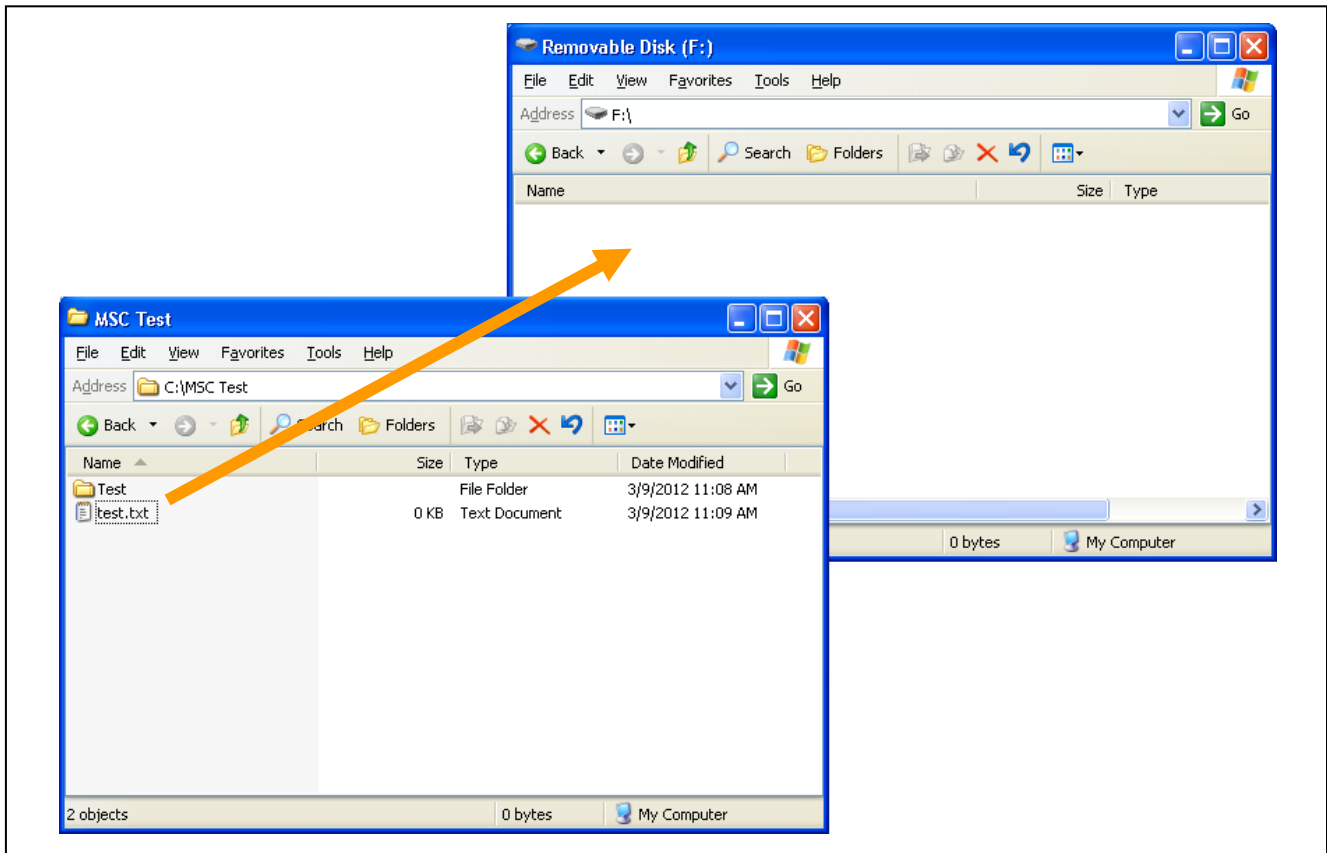 Removable Disk (F:)
File Edit View Favorites Tools Help
Address F:\ Go
Back Search Folders
Name Size Type
0 bytes My Computer
MSC Test
File Edit View Favorites Tools Help
Address C:\MSC Test Go
Back Search Folders
Name Size Type Date Modified
Test File Folder 3/9/2012 11:08 AM
test.txt 0 KB Text Document 3/9/2012 11:09 AM
2 objects 0 bytes My Computer